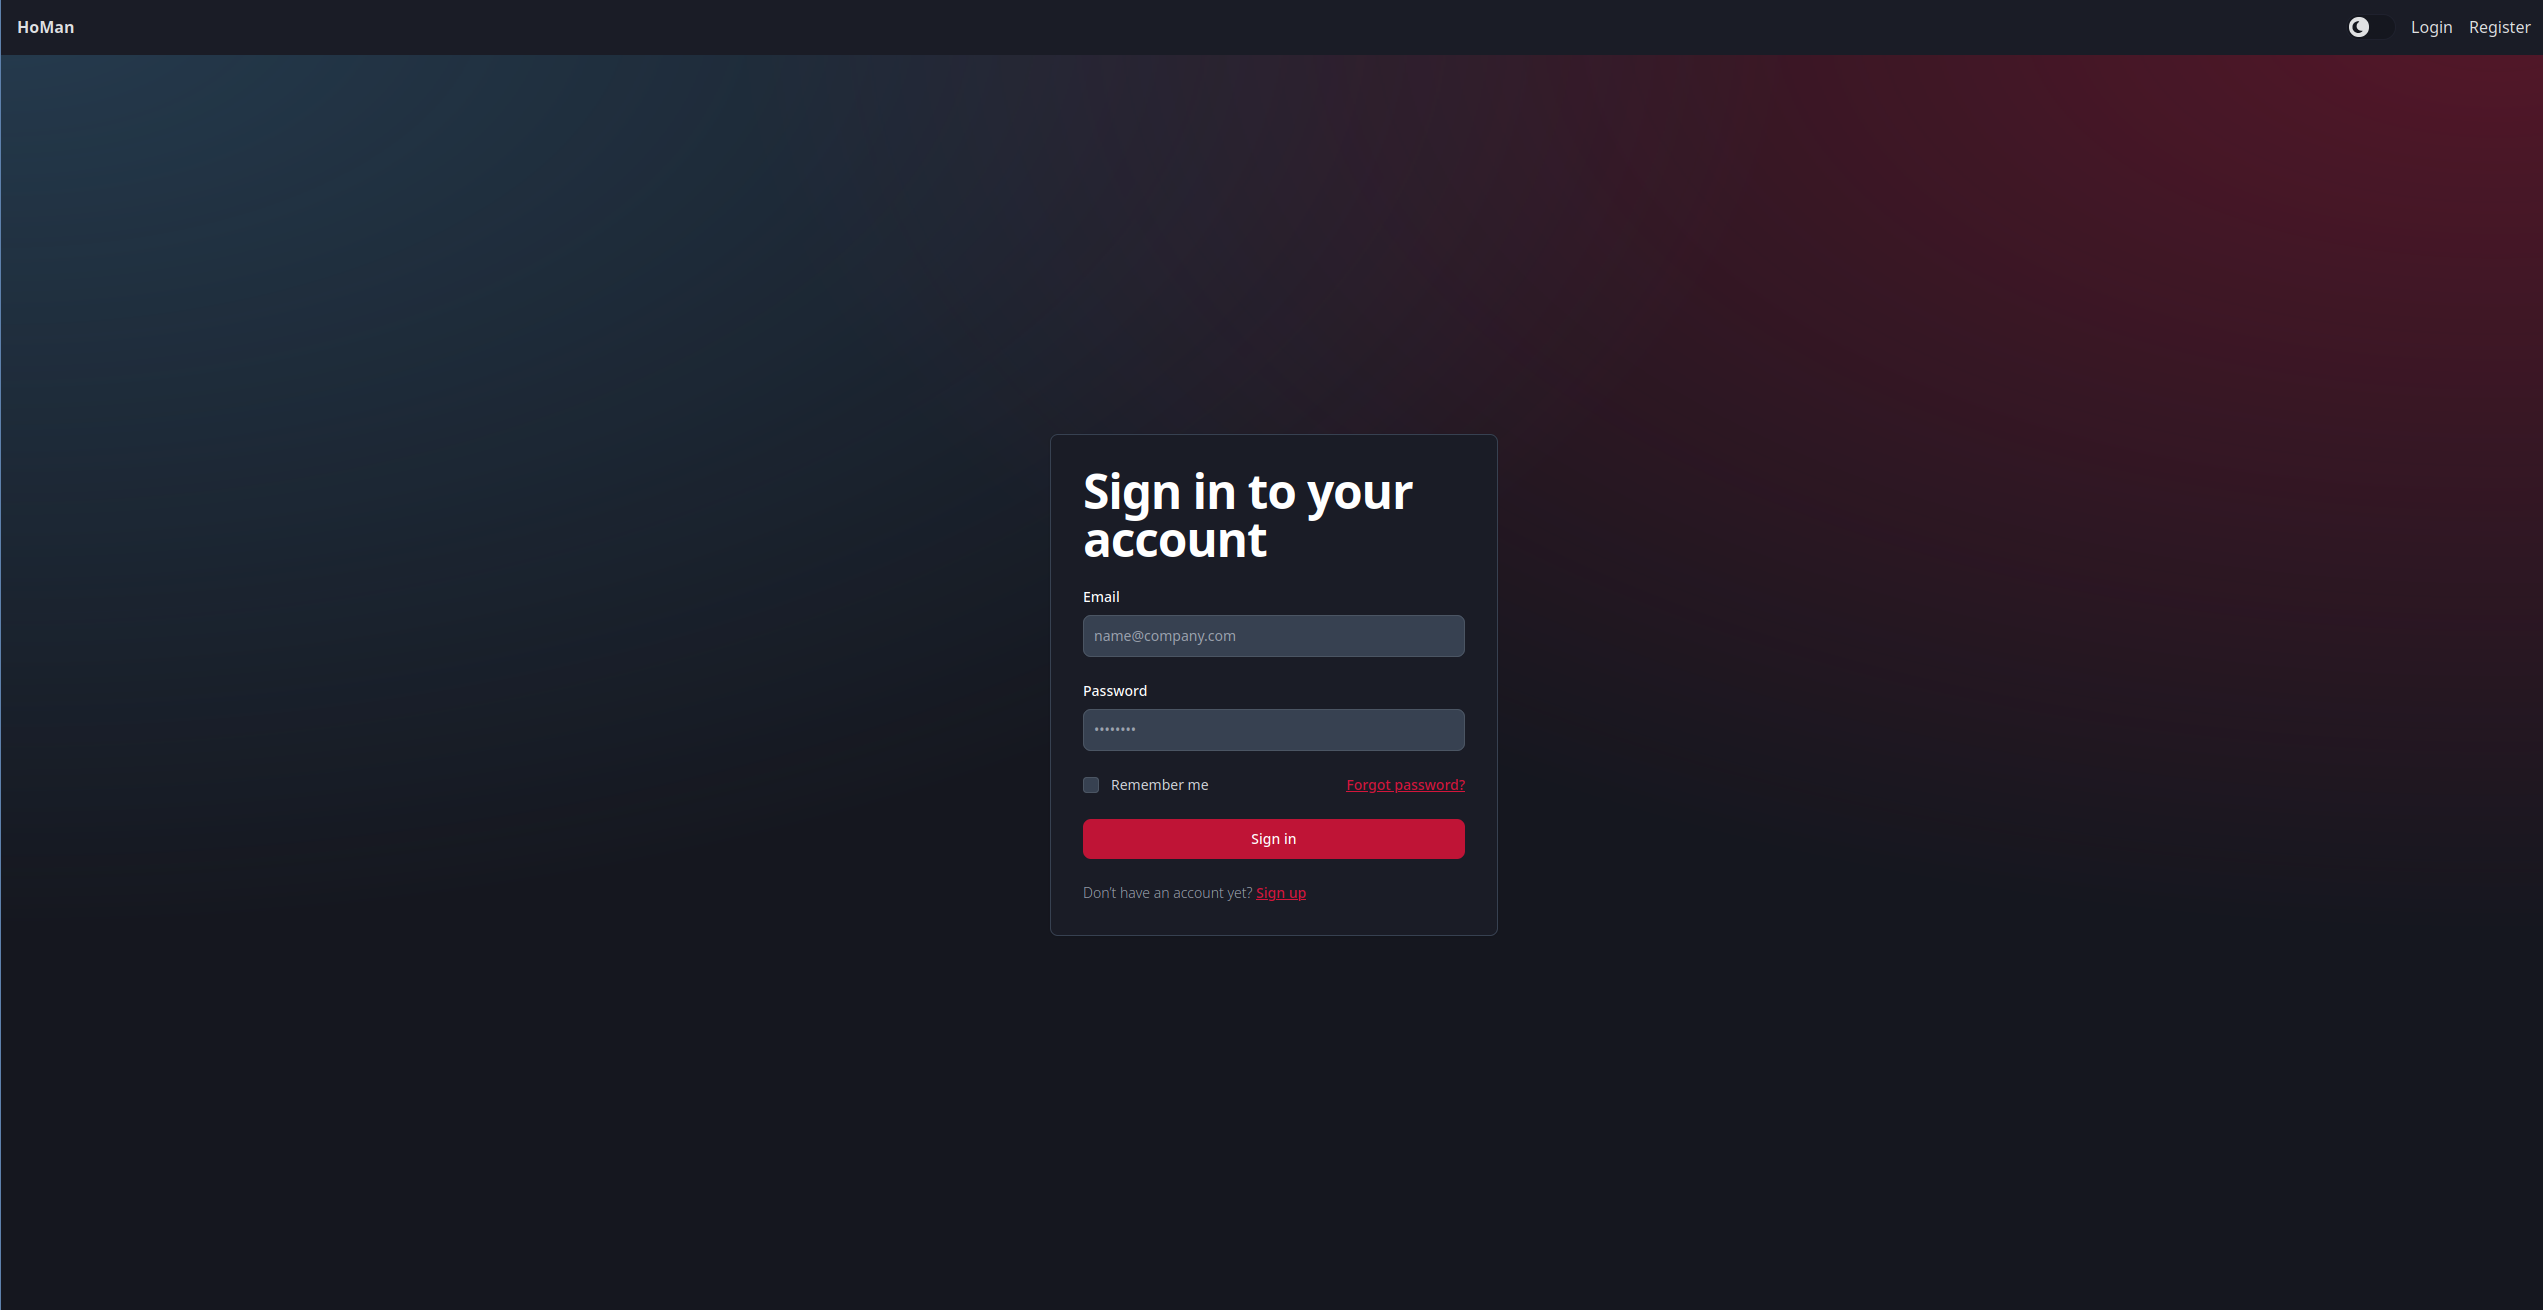 HoMan
Login
Register
Sign in to your
account
Email
name@company.com
Password
••••••••
Remember me
Forgot password?
Sign in
Don't have an account yet? Sign up